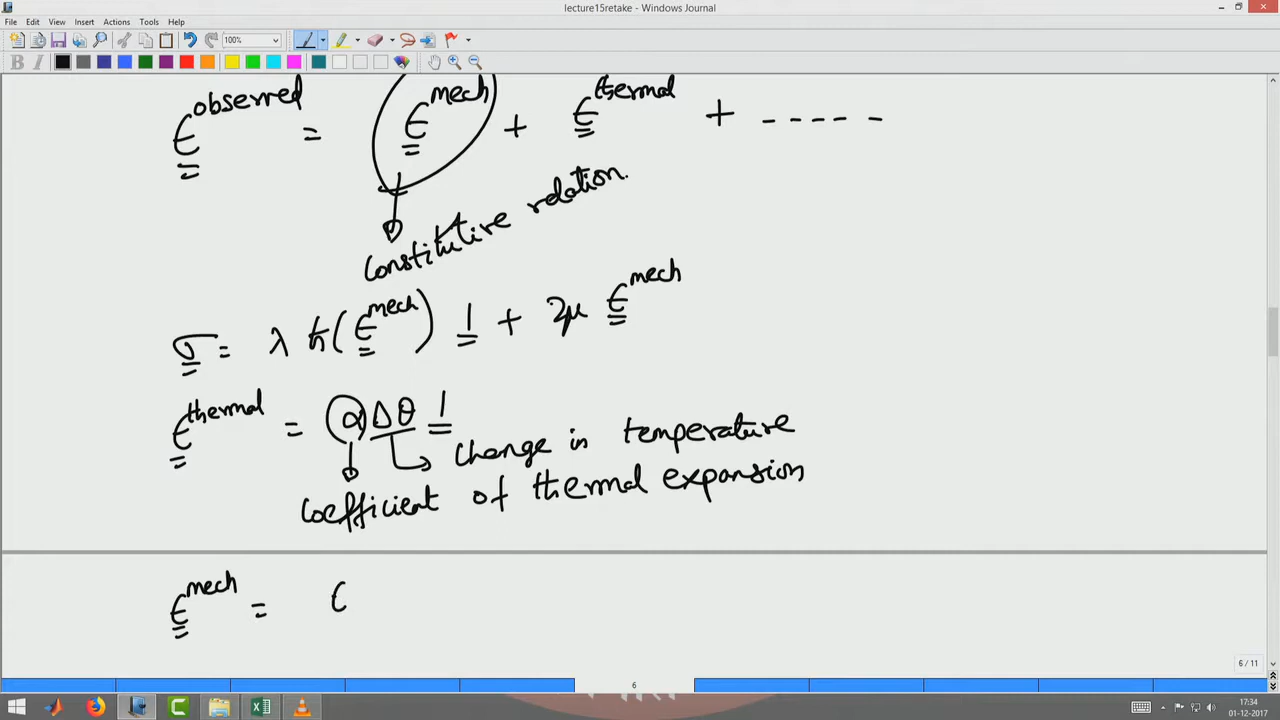 lecture15retake - Windows Journal
File Edit View Insert Actions Tools Help
100%
B I
ε^observed = ε^mech + ε^thermal + -----
Constitutive relation.
σ = λ tr(ε^mech) 1 + 2μ ε^mech
ε^thermal = α Δθ 1
Change in temperature
Coefficient of thermal expansion
ε^mech = (
6 / 11
6
17:34
01-12-2017